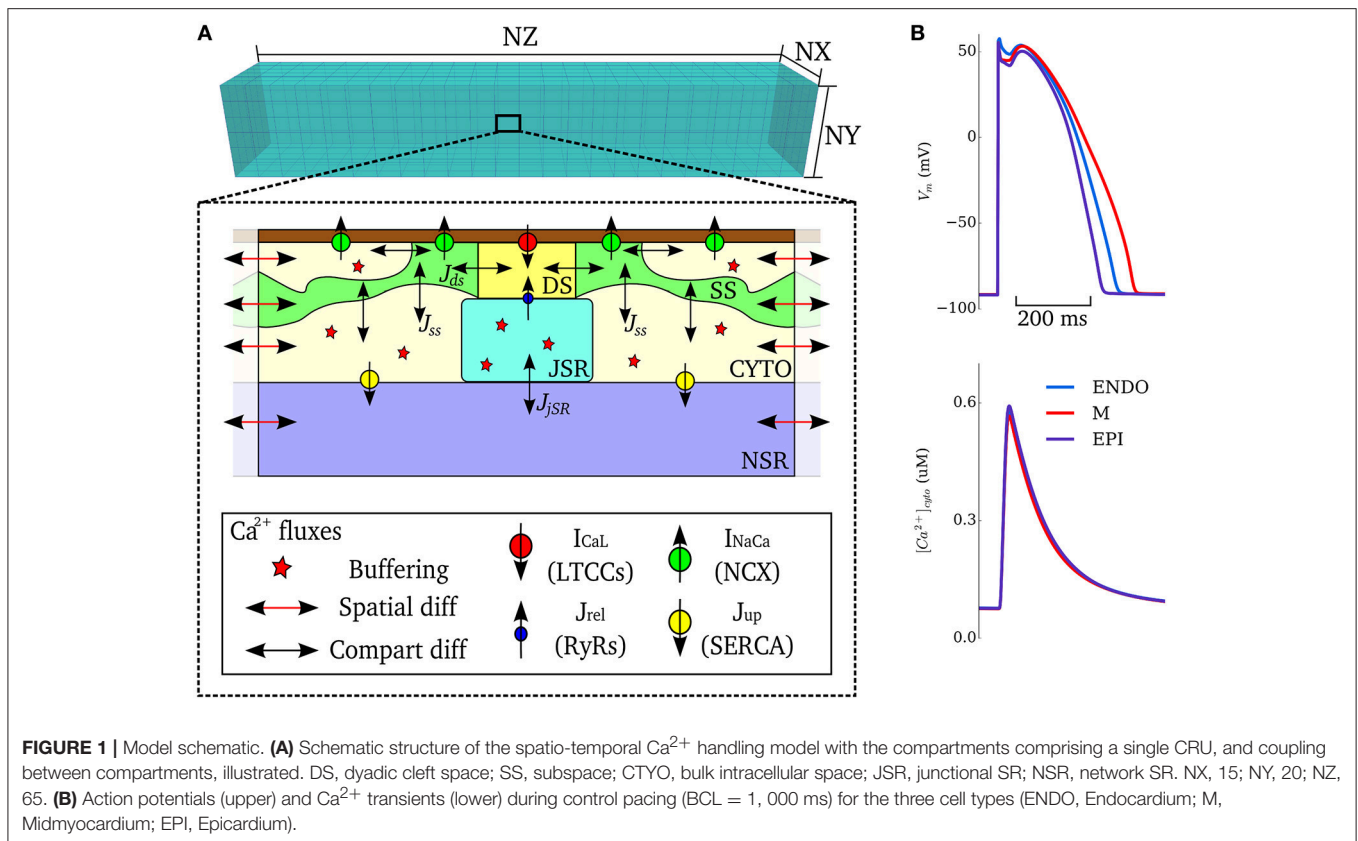 A
NZ
NX
NY
J_ds
DS
SS
J_ss
J_ss
JSR
CYTO
J_jSR
NSR
Ca²⁺ fluxes
Buffering
Spatial diff
Compart diff
I_CaL
(LTCCs)
I_NaCa
(NCX)
J_rel
(RyRs)
J_up
(SERCA)
B
50
0
−50
−100
V_m (mV)
200 ms
0.6
0.3
0.0
[Ca²⁺]_cyto (uM)
ENDO
M
EPI
FIGURE 1 | Model schematic. (A) Schematic structure of the spatio-temporal Ca²⁺ handling model with the compartments comprising a single CRU, and coupling
between compartments, illustrated. DS, dyadic cleft space; SS, subspace; CTYO, bulk intracellular space; JSR, junctional SR; NSR, network SR. NX, 15; NY, 20; NZ,
65. (B) Action potentials (upper) and Ca²⁺ transients (lower) during control pacing (BCL = 1, 000 ms) for the three cell types (ENDO, Endocardium; M,
Midmyocardium; EPI, Epicardium).